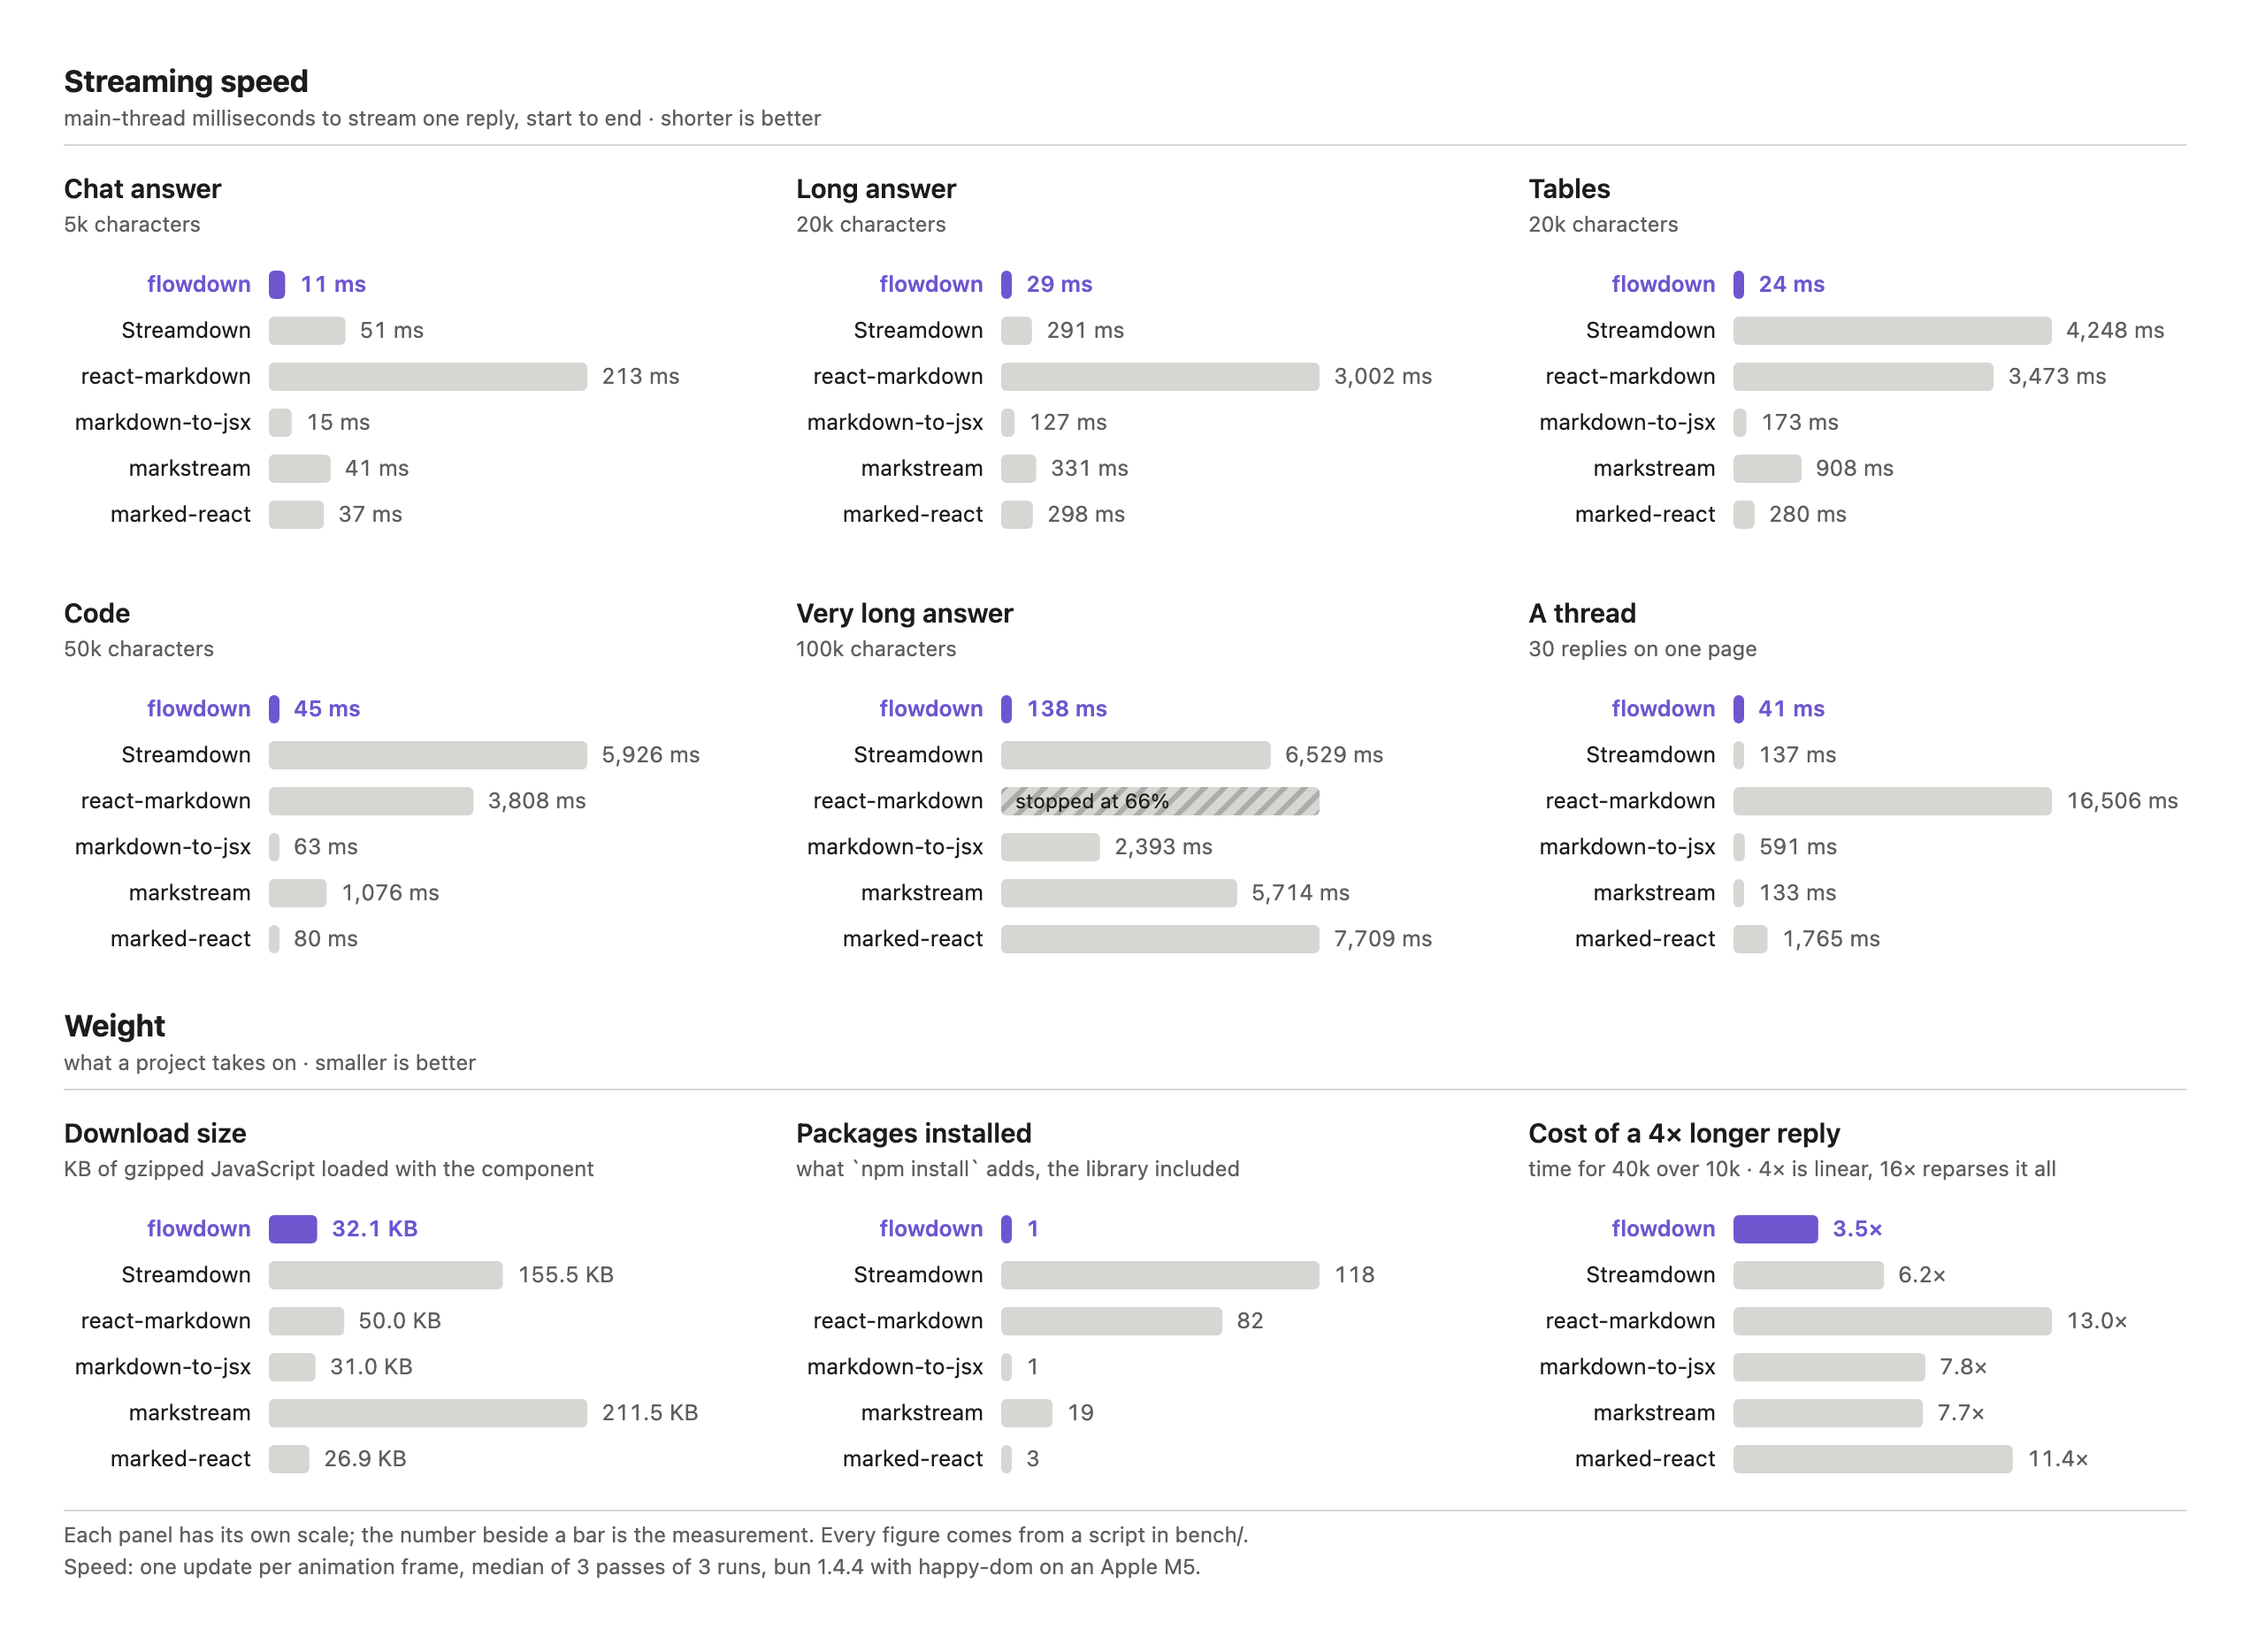 Streaming speed
main-thread milliseconds to stream one reply, start to end · shorter is better
Chat answer
5k characters
flowdown 11 ms
Streamdown 51 ms
react-markdown 213 ms
markdown-to-jsx 15 ms
markstream 41 ms
marked-react 37 ms
Long answer
20k characters
flowdown 29 ms
Streamdown 291 ms
react-markdown 3,002 ms
markdown-to-jsx 127 ms
markstream 331 ms
marked-react 298 ms
Tables
20k characters
flowdown 24 ms
Streamdown 4,248 ms
react-markdown 3,473 ms
markdown-to-jsx 173 ms
markstream 908 ms
marked-react 280 ms
Code
50k characters
flowdown 45 ms
Streamdown 5,926 ms
react-markdown 3,808 ms
markdown-to-jsx 63 ms
markstream 1,076 ms
marked-react 80 ms
Very long answer
100k characters
flowdown 138 ms
Streamdown 6,529 ms
react-markdown stopped at 66%
markdown-to-jsx 2,393 ms
markstream 5,714 ms
marked-react 7,709 ms
A thread
30 replies on one page
flowdown 41 ms
Streamdown 137 ms
react-markdown 16,506 ms
markdown-to-jsx 591 ms
markstream 133 ms
marked-react 1,765 ms
Weight
what a project takes on · smaller is better
Download size
KB of gzipped JavaScript loaded with the component
flowdown 32.1 KB
Streamdown 155.5 KB
react-markdown 50.0 KB
markdown-to-jsx 31.0 KB
markstream 211.5 KB
marked-react 26.9 KB
Packages installed
what `npm install` adds, the library included
flowdown 1
Streamdown 118
react-markdown 82
markdown-to-jsx 1
markstream 19
marked-react 3
Cost of a 4× longer reply
time for 40k over 10k · 4× is linear, 16× reparses it all
flowdown 3.5×
Streamdown 6.2×
react-markdown 13.0×
markdown-to-jsx 7.8×
markstream 7.7×
marked-react 11.4×
Each panel has its own scale; the number beside a bar is the measurement. Every figure comes from a script in bench/.
Speed: one update per animation frame, median of 3 passes of 3 runs, bun 1.4.4 with happy-dom on an Apple M5.